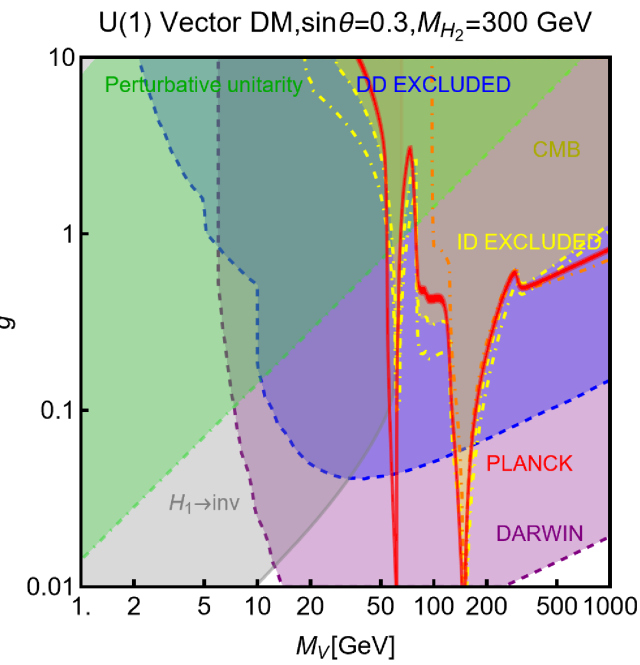 U(1) Vector DM,sinθ=0.3,M_{H_2}=300 GeV
10
Perturbative unitarity
DD EXCLUDED
CMB
1
ID EXCLUDED
g
0.1
PLANCK
H₁→inv
DARWIN
0.01
1. 2 5 10 20 50 100 200 500 1000
M_V[GeV]